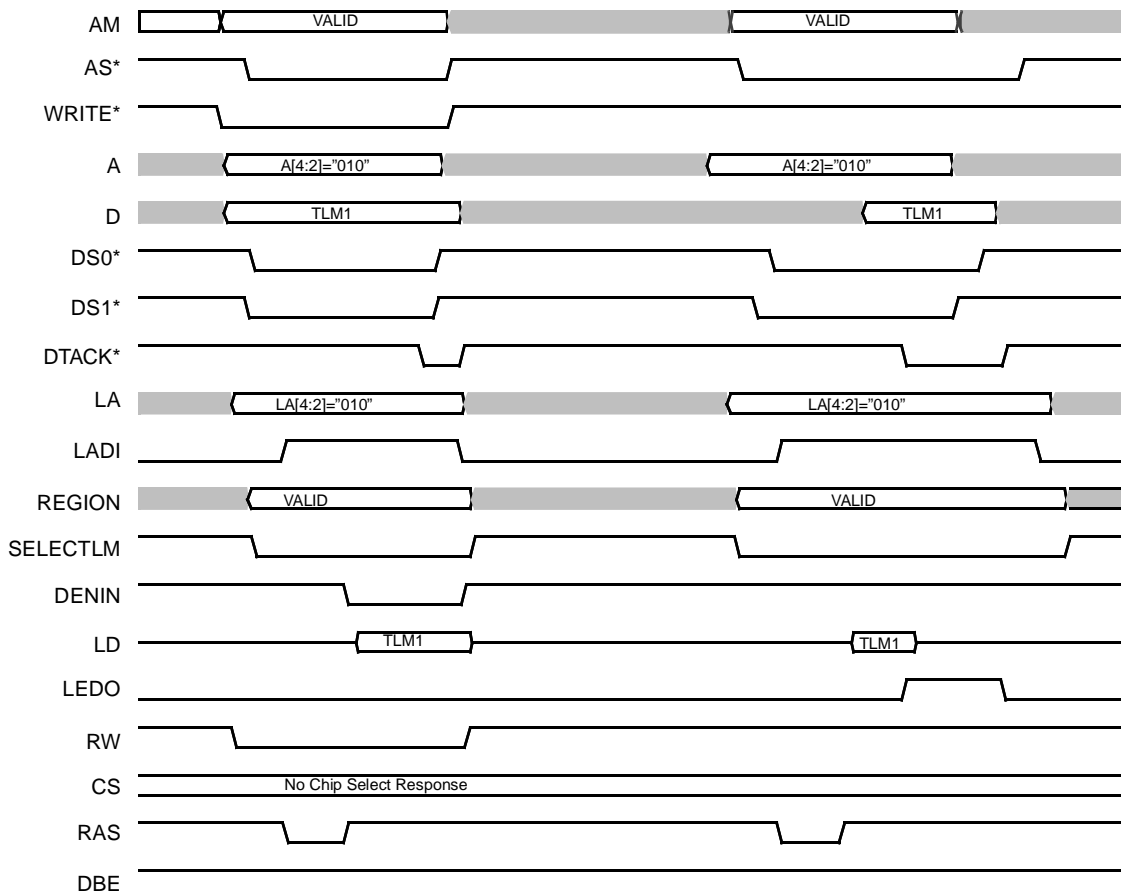 AM VALID VALID
AS*
WRITE*
A A[4:2]="010” A[4:2]="010”
D TLM1 TLM1
DS0*
DS1*
DTACK*
LA LA[4:2]=”010” LA[4:2]=”010”
LADI
REGION VALID VALID
SELECTLM
DENIN
LD TLM1 TLM1
LEDO
RW
CS No Chip Select Response
RAS
DBE